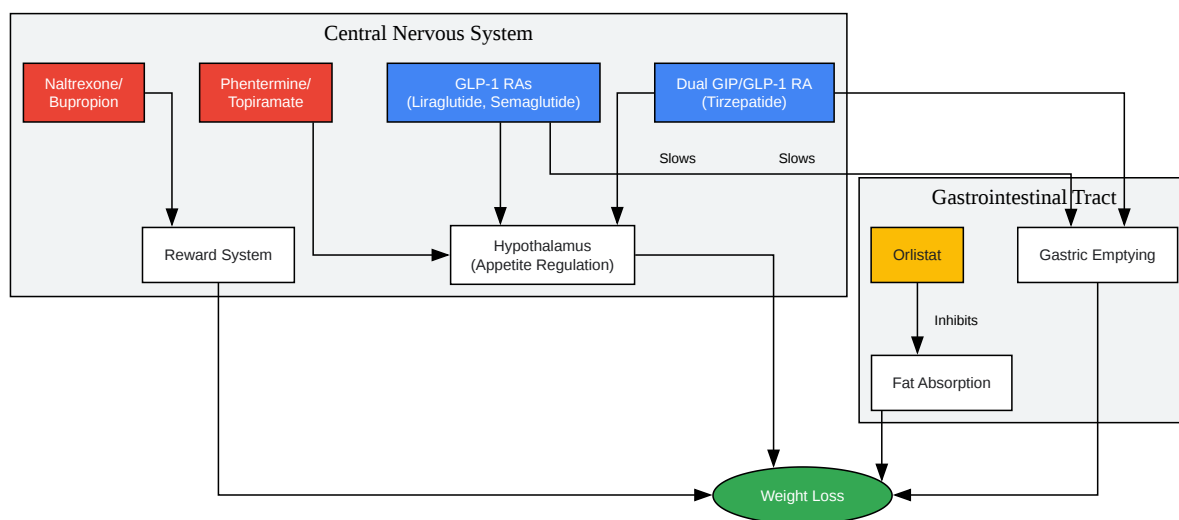 Central Nervous System
Naltrexone/
Bupropion
Phentermine/
Topiramate
GLP-1 RAs
(Liraglutide, Semaglutide)
Dual GIP/GLP-1 RA
(Tirzepatide)
Slows
Slows
Gastrointestinal Tract
Reward System
Hypothalamus
(Appetite Regulation)
Orlistat
Gastric Emptying
Inhibits
Fat Absorption
Weight Loss